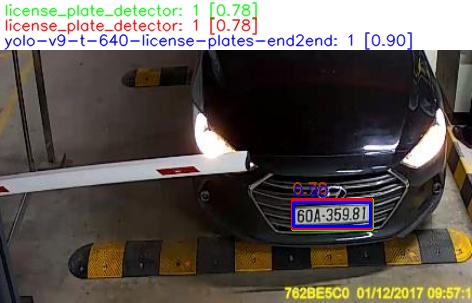 license_plate_detector: 1 [0.78]
license_plate_detector: 1 [0.78]
yolo-v9-t-640-license-plates-end2end: 1 [0.90]
0.78
60A-359.81
762BE5C0 01/12/2017 09:57:1